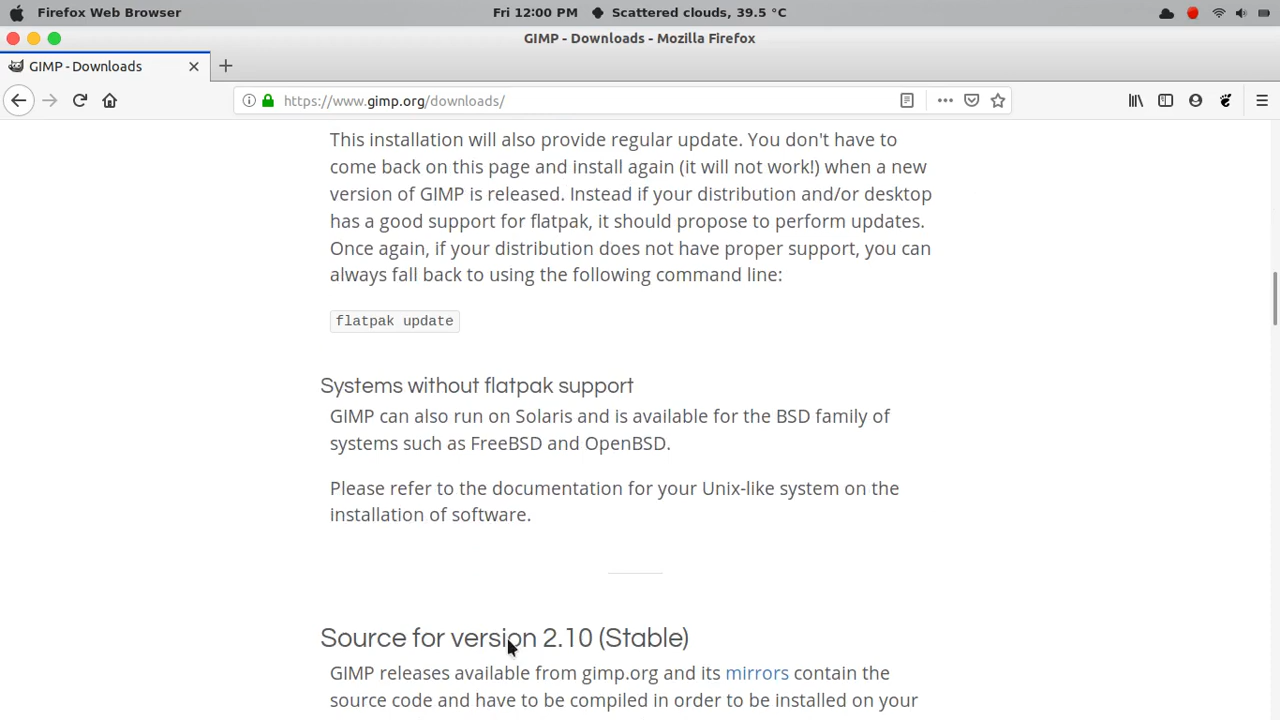 Firefox Web Browser
Fri 12:00 PM
Scattered clouds, 39.5 °C
GIMP - Downloads - Mozilla Firefox
GIMP - Downloads
https://www.gimp.org/downloads/
This installation will also provide regular update. You don't have to
come back on this page and install again (it will not work!) when a new
version of GIMP is released. Instead if your distribution and/or desktop
has a good support for flatpak, it should propose to perform updates.
Once again, if your distribution does not have proper support, you can
always fall back to using the following command line:
flatpak update
Systems without flatpak support
GIMP can also run on Solaris and is available for the BSD family of
systems such as FreeBSD and OpenBSD.
Please refer to the documentation for your Unix-like system on the
installation of software.
Source for version 2.10 (Stable)
GIMP releases available from gimp.org and its mirrors contain the
source code and have to be compiled in order to be installed on your